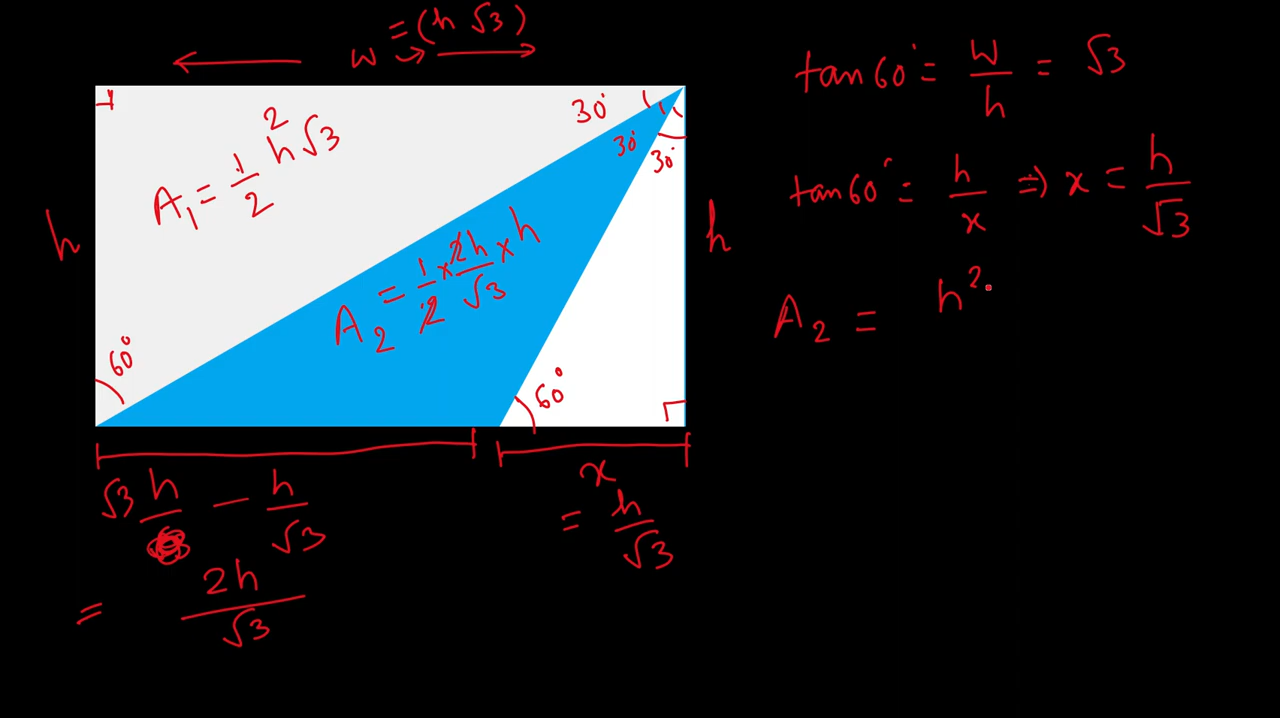 w = (h √3)
tan 60° = w/h = √3
30°
30°
30°
A₁ = 1/2 h² √3
tan 60° = h/x ⇒ x = h/√3
h
h
A₂ = 1/2 × 2h/√3 × h
A₂ = h²
60°
60°
√3 h − h/√3
x
= h/√3
= 2h/√3